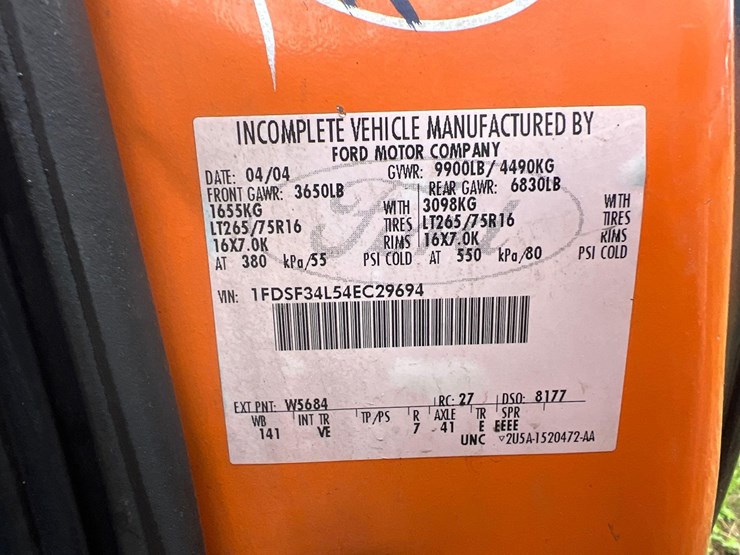 INCOMPLETE VEHICLE MANUFACTURED BY
FORD MOTOR COMPANY
DATE: 04/04 GVWR: 9900LB/ 4490KG
FRONT GAWR: 3650LB REAR GAWR: 6830LB
1655KG WITH 3098KG WITH
LT265/75R16 TIRES LT265/75R16 TIRES
16X7.0K RIMS 16X7.0K RIMS
AT 380 kPa/55 PSI COLD AT 550 kPa/80 PSI COLD
VIN: 1FDSF34L54EC29694
EXT PNT: W5684 RC: 27 DSO: 8177
WB INT TR TP/PS R AXLE TR SPR
141 VE 7 41 E EEEE
UNC ▽2U5A-1520472-AA
Ford